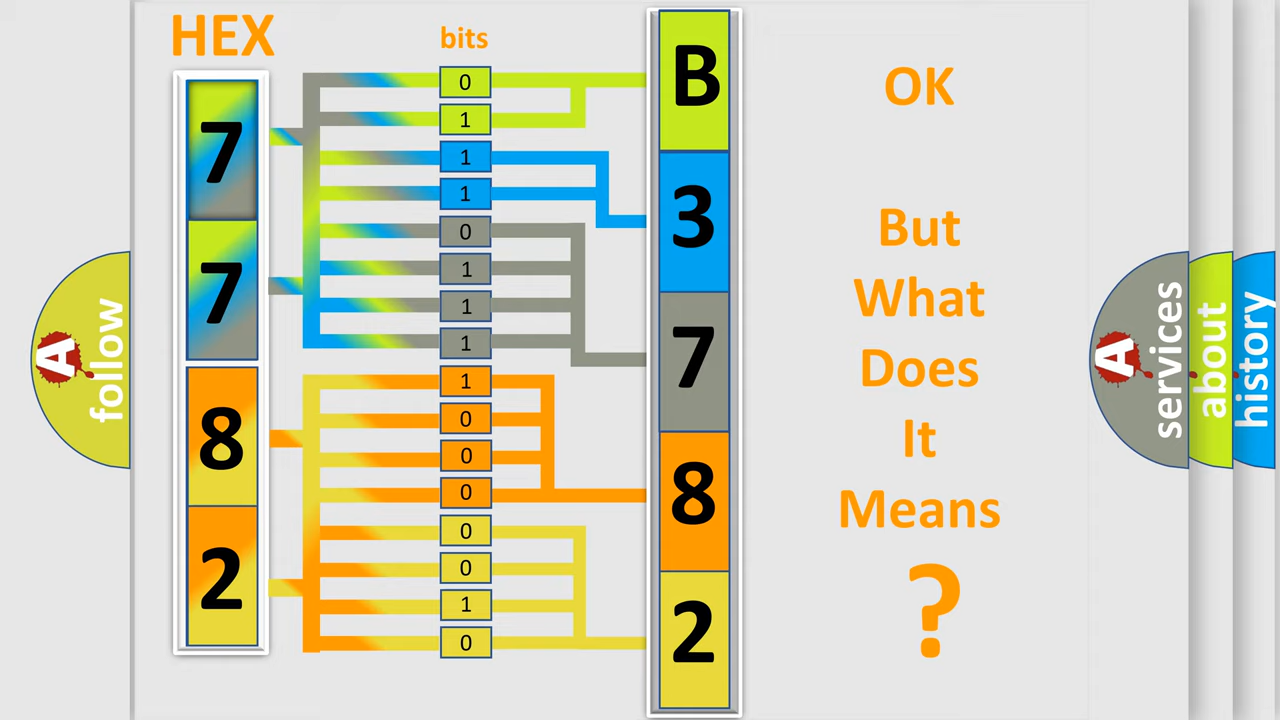 HEX
bits
7
7
8
2
0
1
1
1
0
1
1
1
1
0
0
0
0
0
1
0
B
3
7
8
2
OK
But
What
Does
It
Means
?
A
follow
A
services
about
history